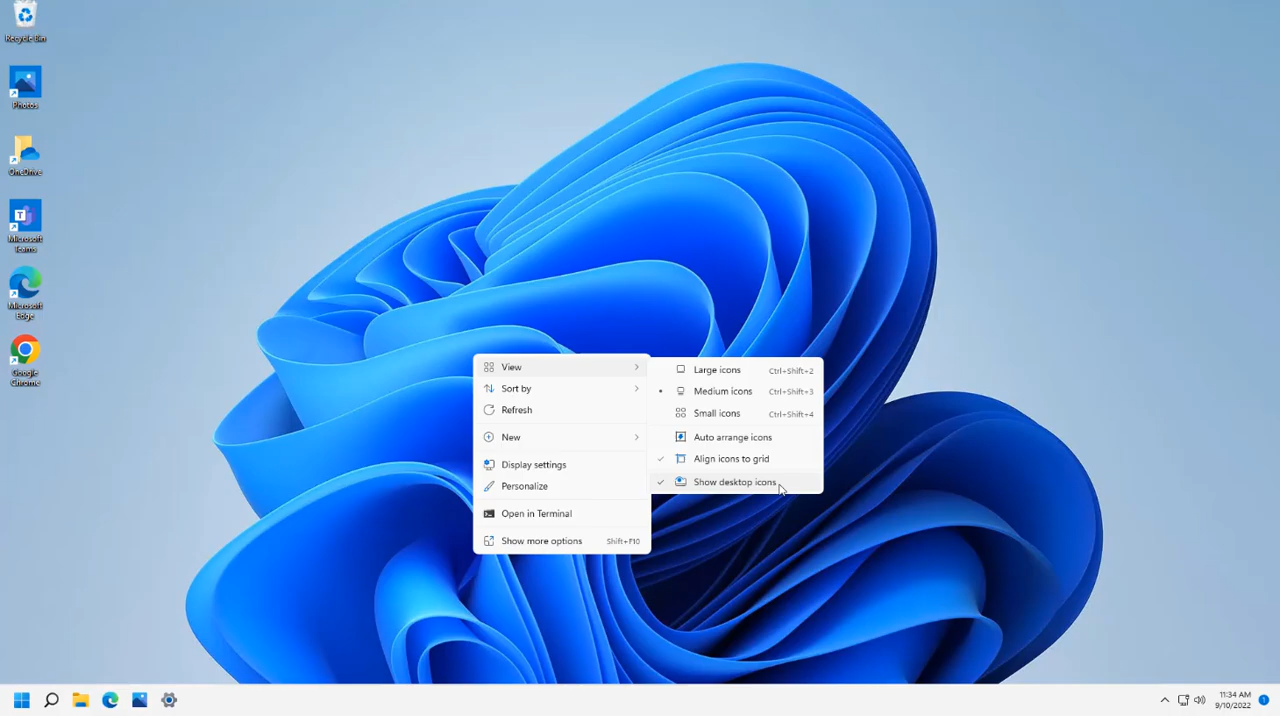 Recycle Bin
Photos
OneDrive
Microsoft
Teams
Microsoft
Edge
Google
Chrome
View
Sort by
Refresh
New
Display settings
Personalize
Open in Terminal
Show more options Shift+F10
Large icons Ctrl+Shift+2
Medium icons Ctrl+Shift+3
Small icons Ctrl+Shift+4
Auto arrange icons
Align icons to grid
Show desktop icons
11:34 AM
9/10/2022
1